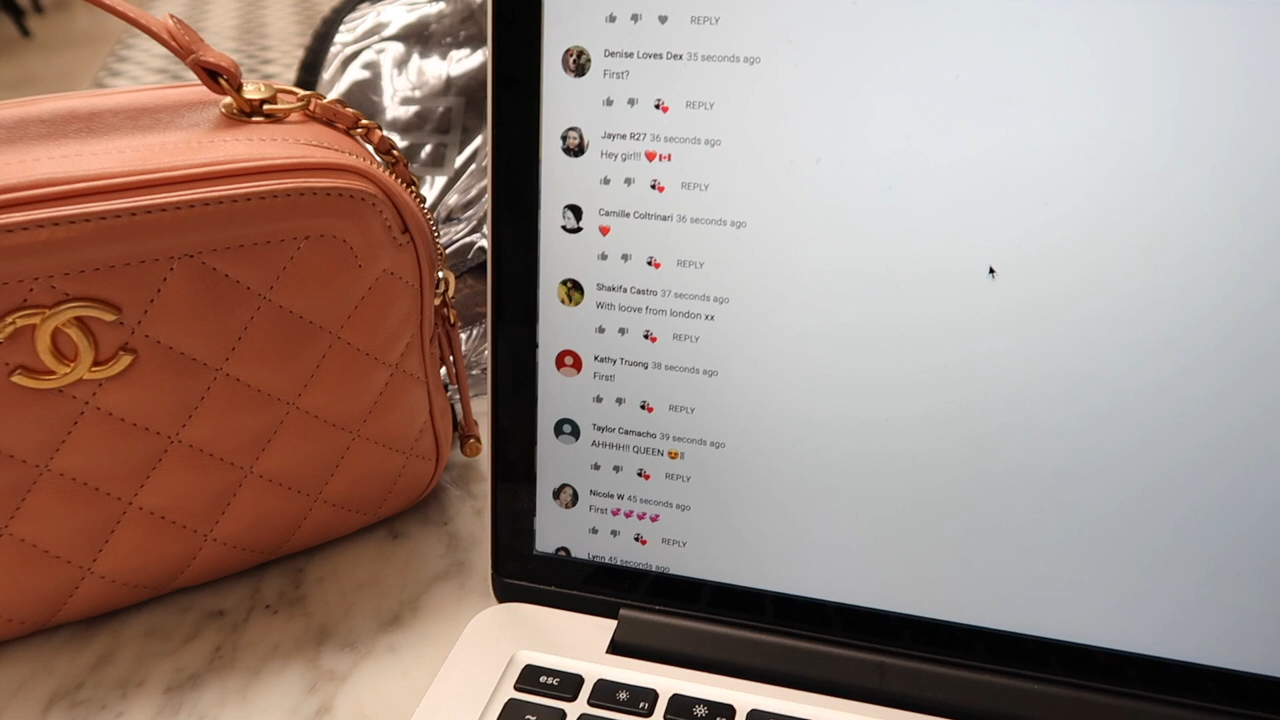 REPLY
Denise Loves Dex 35 seconds ago
First?
REPLY
Jayne R27 36 seconds ago
Hey girl!! ❤️🇨🇦
REPLY
Camille Coltrinari 36 seconds ago
❤️
REPLY
Shakifa Castro 37 seconds ago
With loove from london xx
REPLY
Kathy Truong 38 seconds ago
First!
REPLY
Taylor Camacho 39 seconds ago
AHHHH!! QUEEN 😍
REPLY
Nicole W 45 seconds ago
First 💞💞💞💞
REPLY
Lynn 45 seconds ago
esc
F1
~